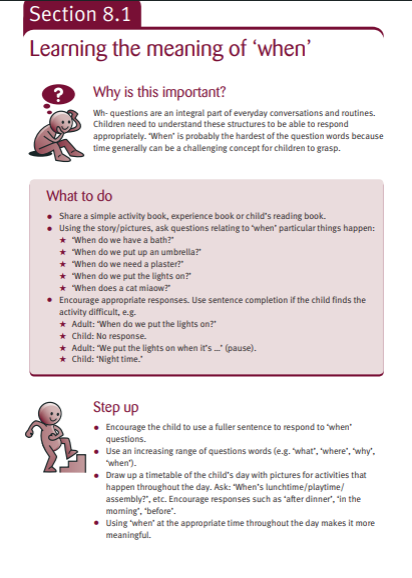 Section 8.1
Learning the meaning of ‘when’
?
Why is this important?
Wh- questions are an integral part of everyday conversations and routines.
Children need to understand these structures to be able to respond
appropriately. ‘When’ is probably the hardest of the question words because
time generally can be a challenging concept for children to grasp.
What to do
● Share a simple activity book, experience book or child’s reading book.
● Using the story/pictures, ask questions relating to ‘when’ particular things happen:
★ ‘When do we have a bath?’
★ ‘When do we put up an umbrella?’
★ ‘When do we need a plaster?’
★ ‘When do we put the lights on?’
★ ‘When does a cat miaow?’
● Encourage appropriate responses. Use sentence completion if the child finds the
activity difficult, e.g.
★ Adult: ‘When do we put the lights on?’
★ Child: No response.
★ Adult: ‘We put the lights on when it’s ...’ (pause).
★ Child: ‘Night time.’
Step up
● Encourage the child to use a fuller sentence to respond to ‘when’
questions.
● Use an increasing range of questions words (e.g. ‘what’, ‘where’, ‘why’,
‘when’).
● Draw up a timetable of the child’s day with pictures for activities that
happen throughout the day. Ask: ‘When’s lunchtime/playtime/
assembly?’, etc. Encourage responses such as ‘after dinner’, ‘in the
morning’, ‘before’.
● Using ‘when’ at the appropriate time throughout the day makes it more
meaningful.